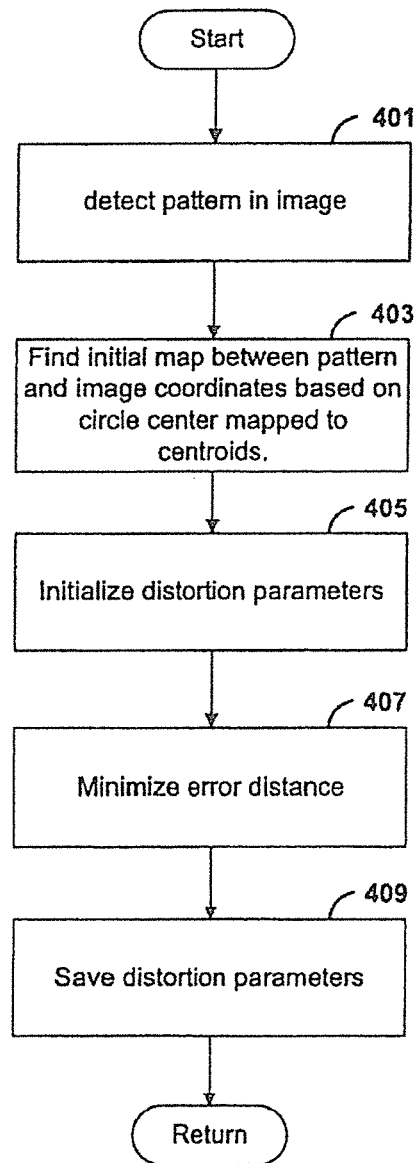 Start
401
detect pattern in image
403
Find initial map between pattern
and image coordinates based on
circle center mapped to
centroids.
405
Initialize distortion parameters
407
Minimize error distance
409
Save distortion parameters
Return